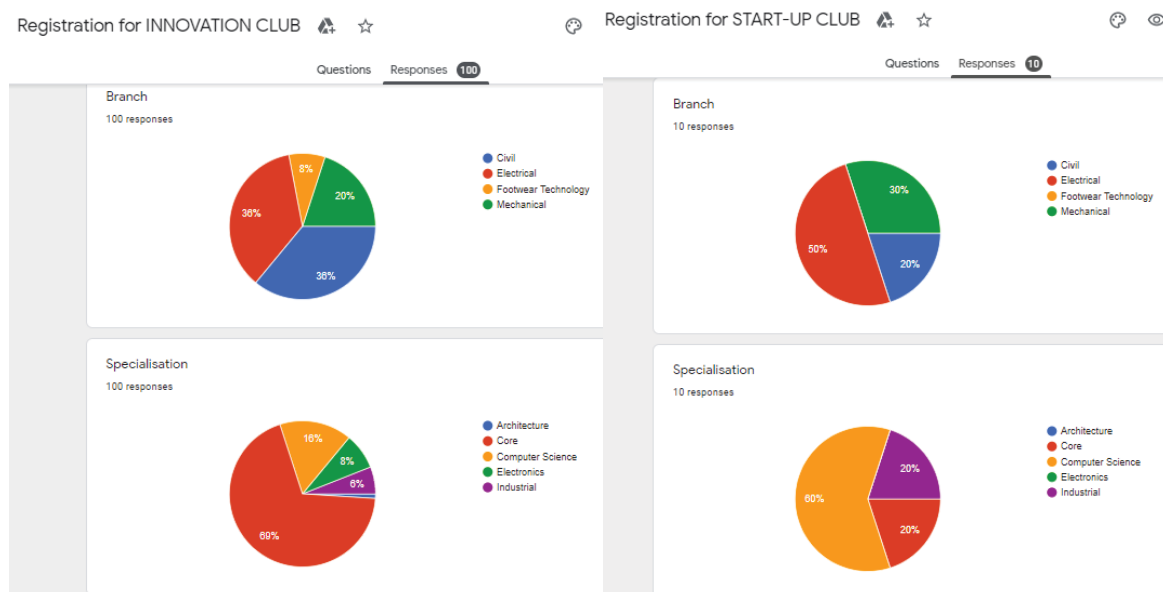 Registration for INNOVATION CLUB
Questions
Responses 100
Branch
100 responses
8%
20%
36%
36%
Civil
Electrical
Footwear Technology
Mechanical
Specialisation
100 responses
16%
8%
6%
69%
Architecture
Core
Computer Science
Electronics
Industrial
Registration for START-UP CLUB
Questions
Responses 10
Branch
10 responses
30%
50%
20%
Civil
Electrical
Footwear Technology
Mechanical
Specialisation
10 responses
20%
60%
20%
Architecture
Core
Computer Science
Electronics
Industrial